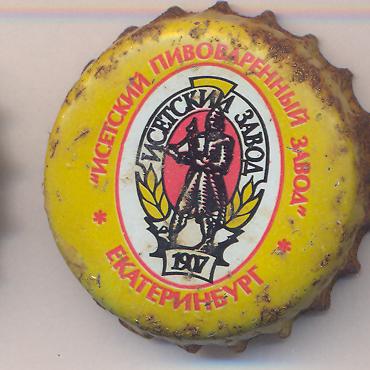 "ИСЕТСКИЙ ПИВОВАРЕННЫЙ ЗАВОД"
ИСЕТСКИЙ ЗАВОД
1907
* ЕКАТЕРИНБУРГ *